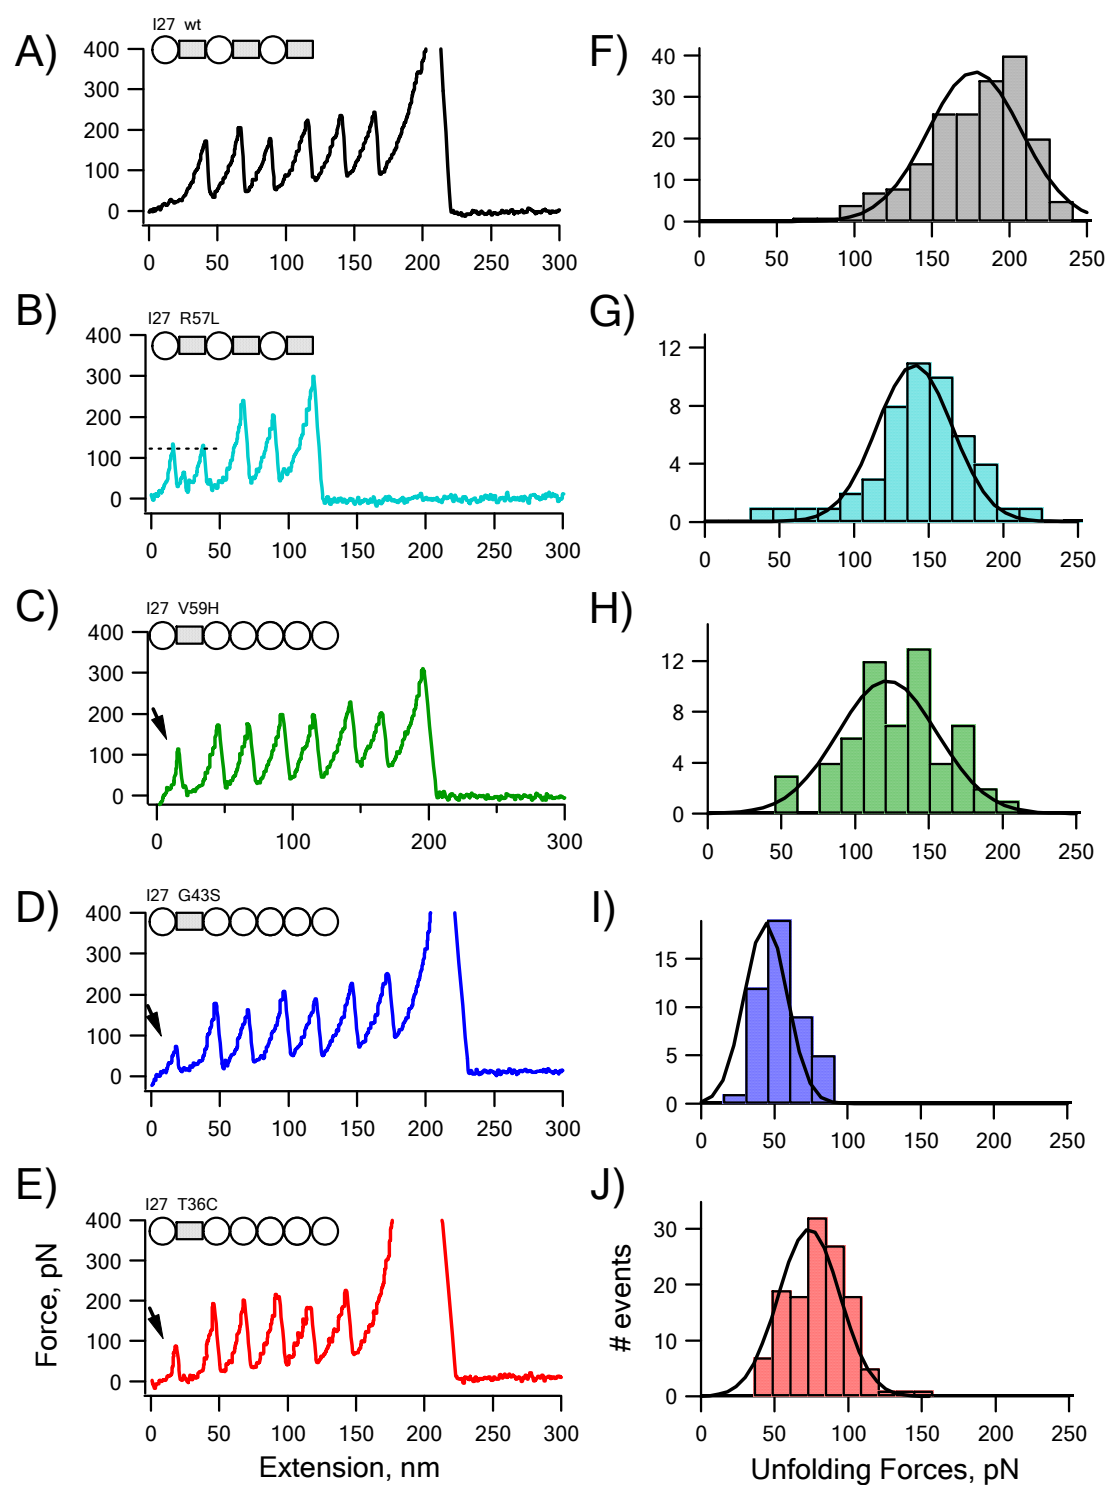 A)
I27 wt
400
300
200
100
0
0 50 100 150 200 250 300
F)
40
30
20
10
0
0 50 100 150 200 250
B)
I27 R57L
400
300
200
100
0
0 50 100 150 200 250 300
G)
12
8
4
0
0 50 100 150 200 250
C)
I27 V59H
400
300
200
100
0
0 100 200 300
H)
12
8
4
0
0 50 100 150 200 250
D)
I27 G43S
400
300
200
100
0
0 50 100 150 200 250 300
I)
15
10
5
0
0 50 100 150 200 250
E)
I27 T36C
400
300
200
100
0
Force, pN
0 50 100 150 200 250 300
Extension, nm
J)
30
20
10
0
# events
0 50 100 150 200 250
Unfolding Forces, pN